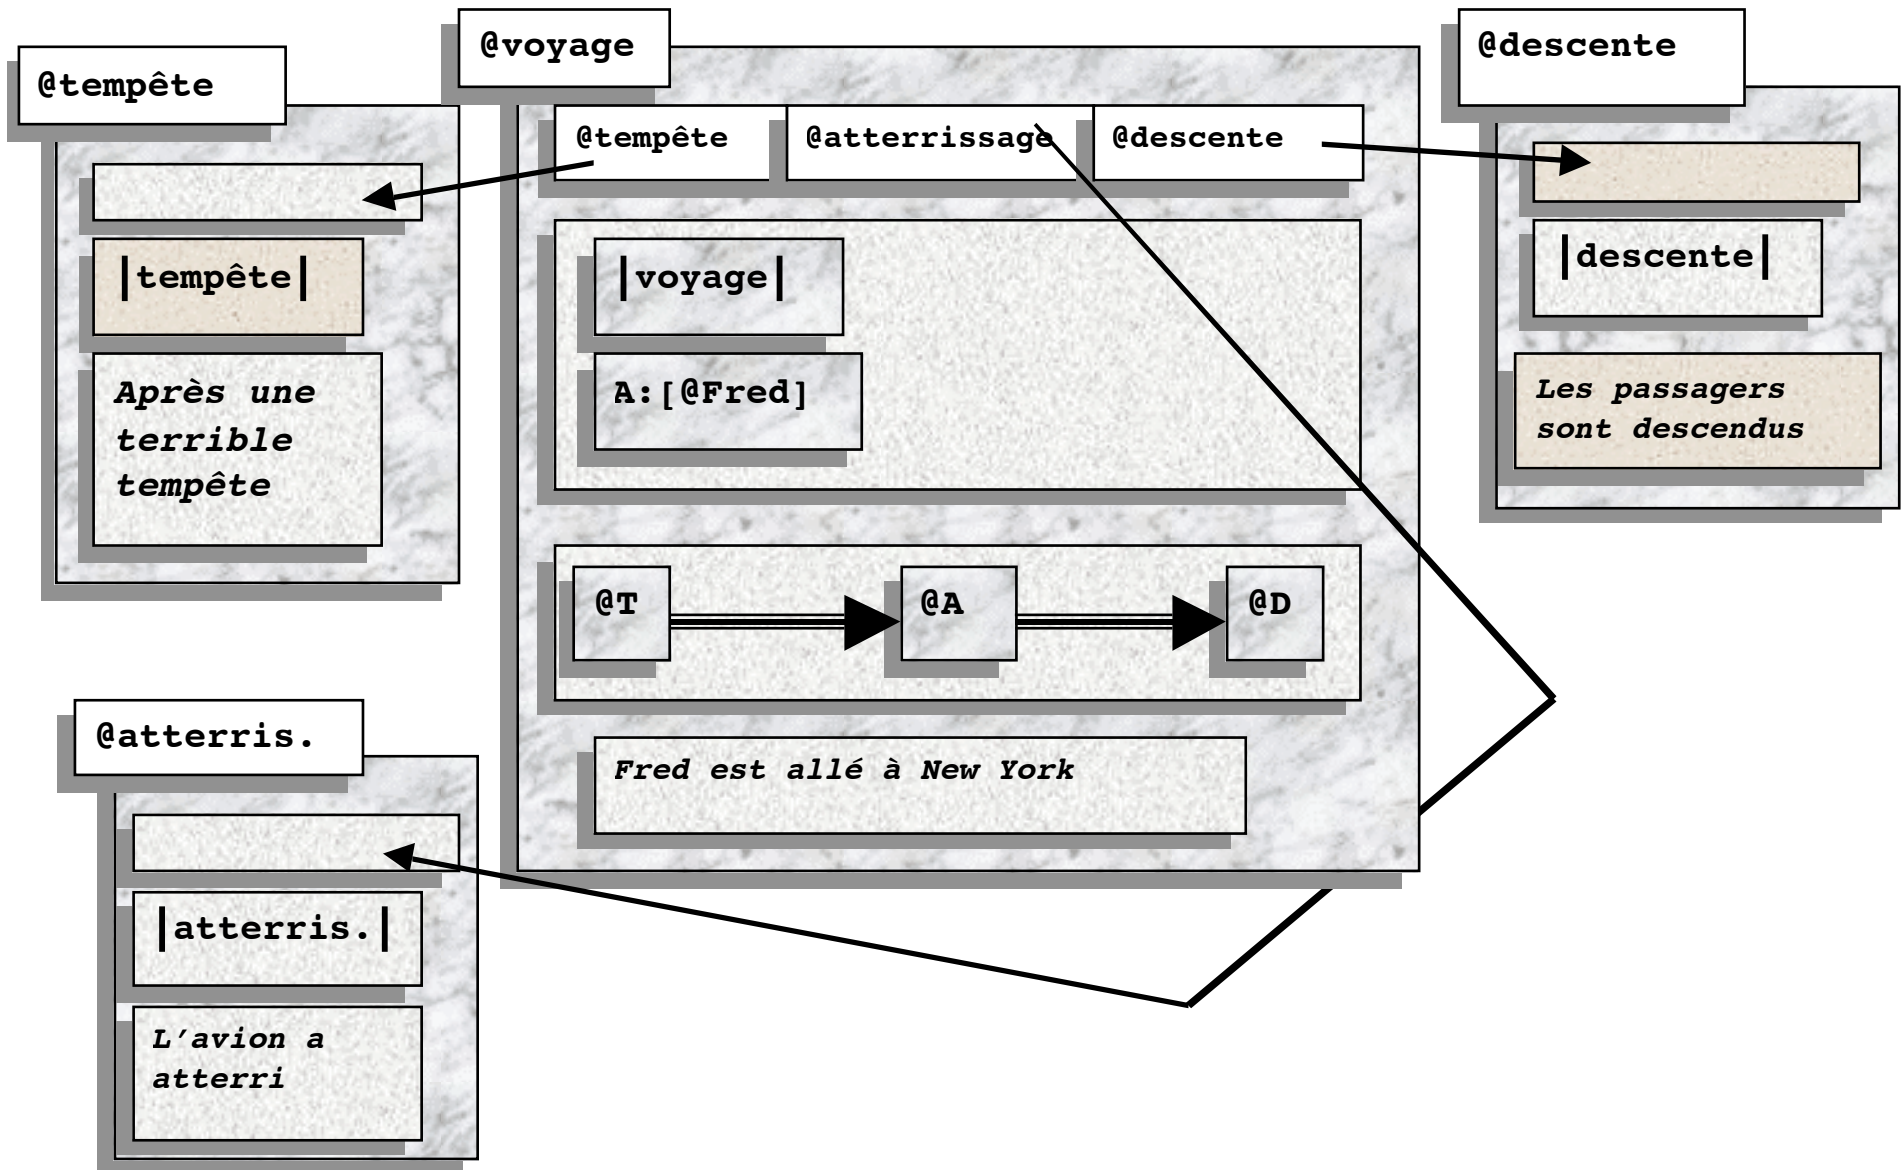 @tempête
|tempête|
Après une
terrible
tempête
@voyage
@tempête
@atterrissage
@descente
|voyage|
A:[@Fred]
@T
@A
@D
Fred est allé à New York
@descente
|descente|
Les passagers
sont descendus
@atterris.
|atterris.|
L’avion a
atterri